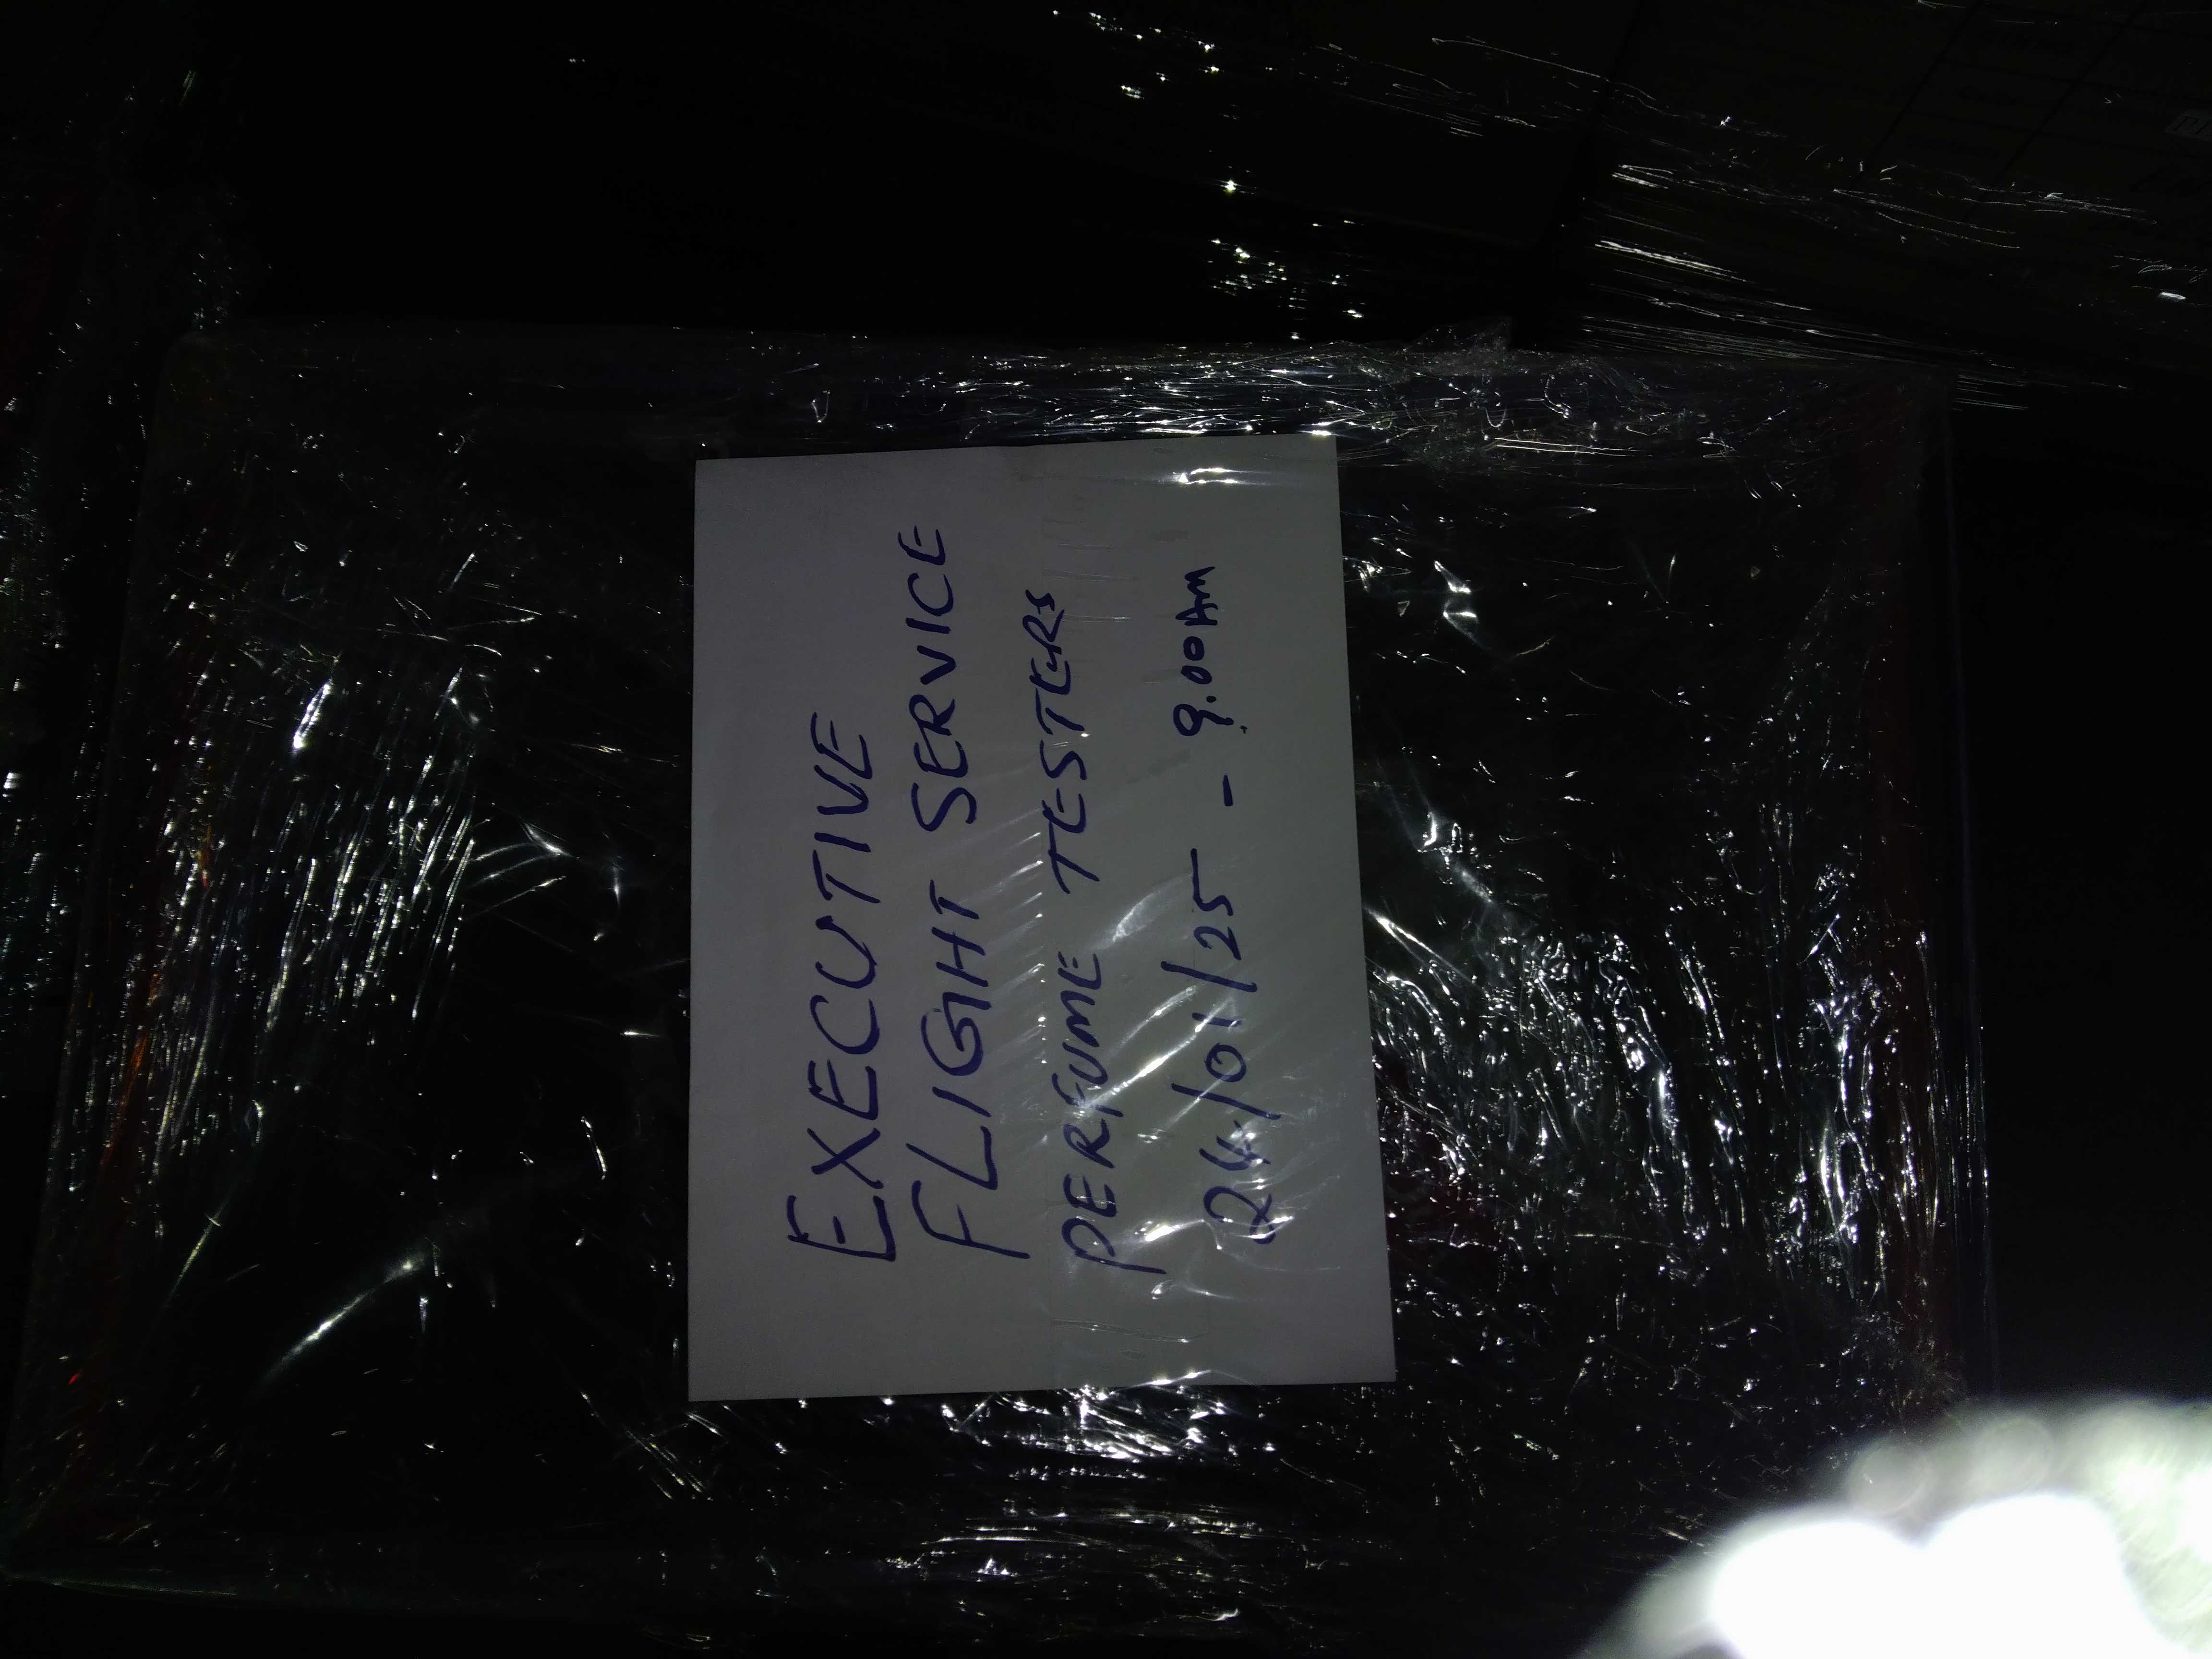 EXECUTIVE
FLIGHT SERVICE
PERFUME TESTERS
24/01/25 - 9.00AM